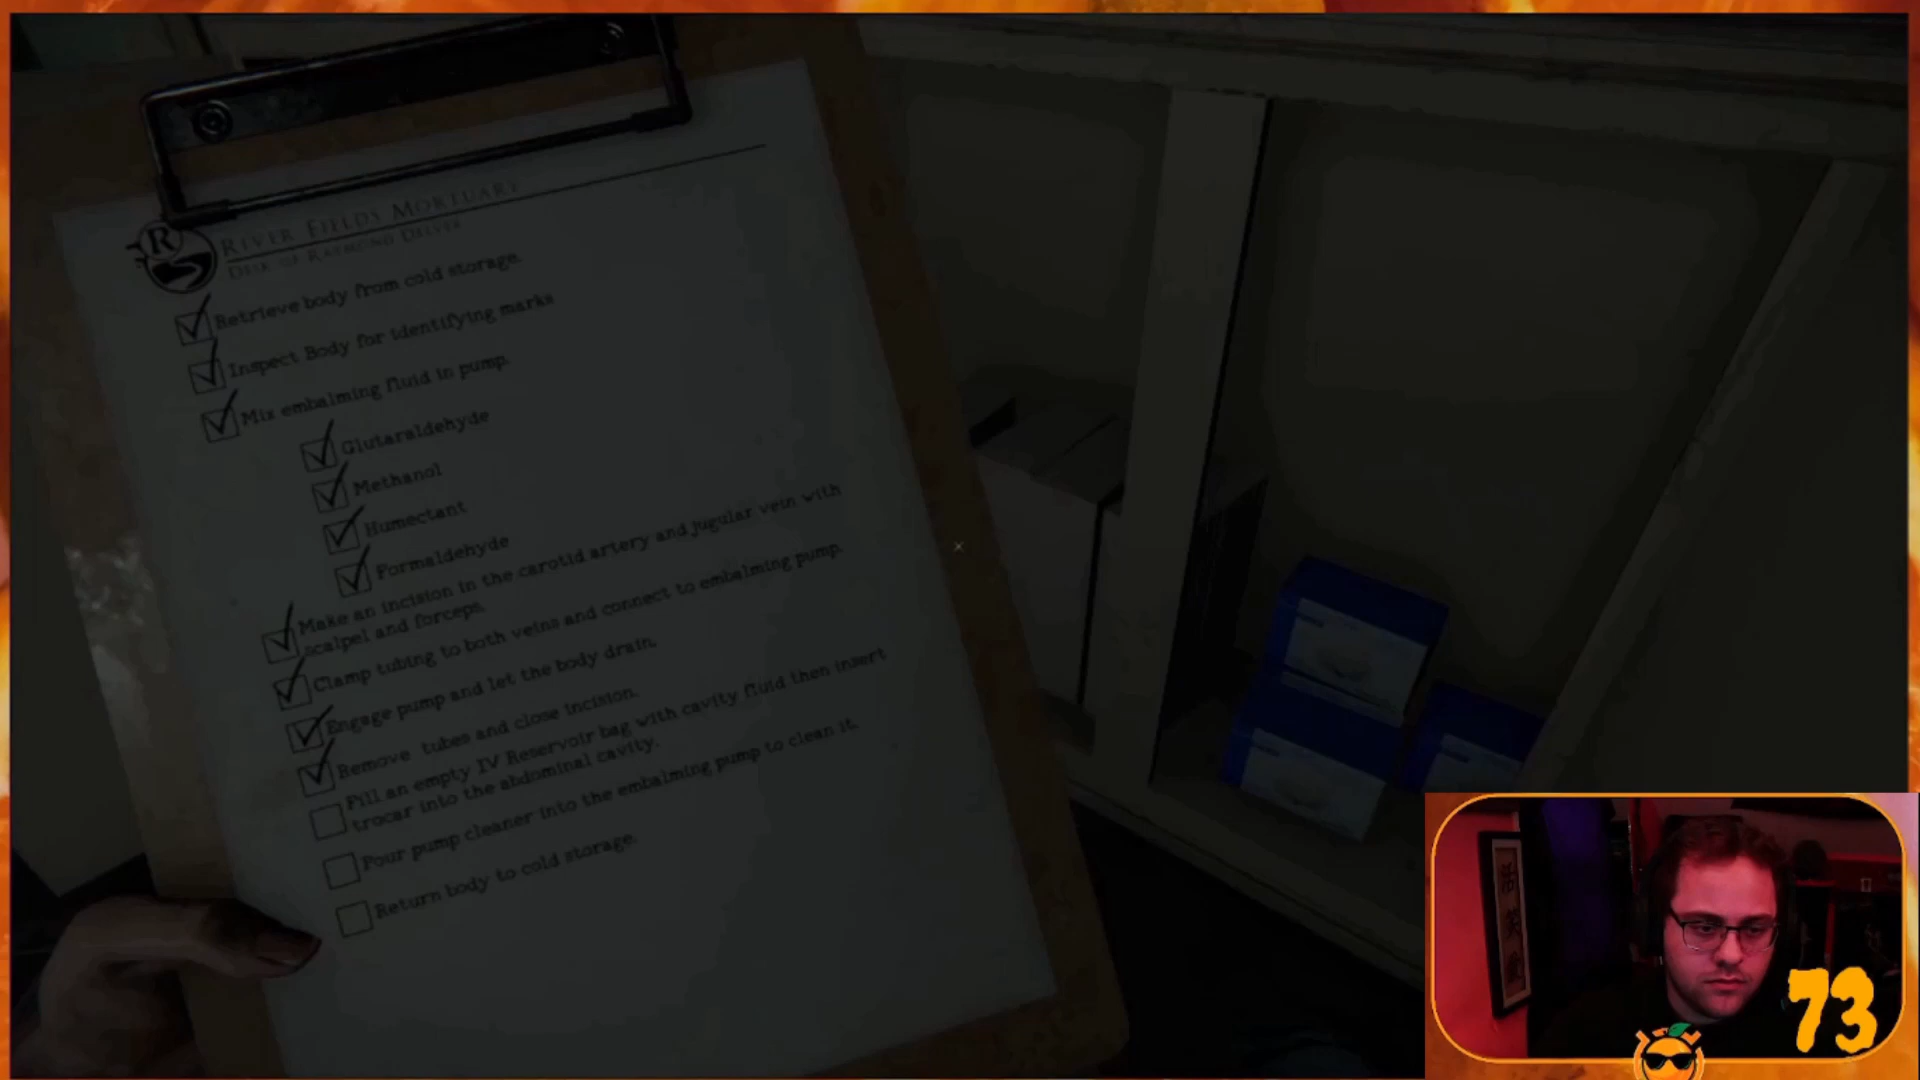 RIVER FIELDS MORTUARY
DESK OF RAYMOND DELVER
Retrieve body from cold storage.
Inspect Body for identifying marks
Mix embalming fluid in pump.
Glutaraldehyde
Methanol
Humectant
Formaldehyde
Make an incision in the carotid artery and jugular vein with
scalpel and forceps.
Clamp tubing to both veins and connect to embalming pump.
Engage pump and let the body drain.
Remove tubes and close incision.
Fill an empty IV Reservoir bag with cavity fluid then insert
trocar into the abdominal cavity.
Pour pump cleaner into the embalming pump to clean it.
Return body to cold storage.
73